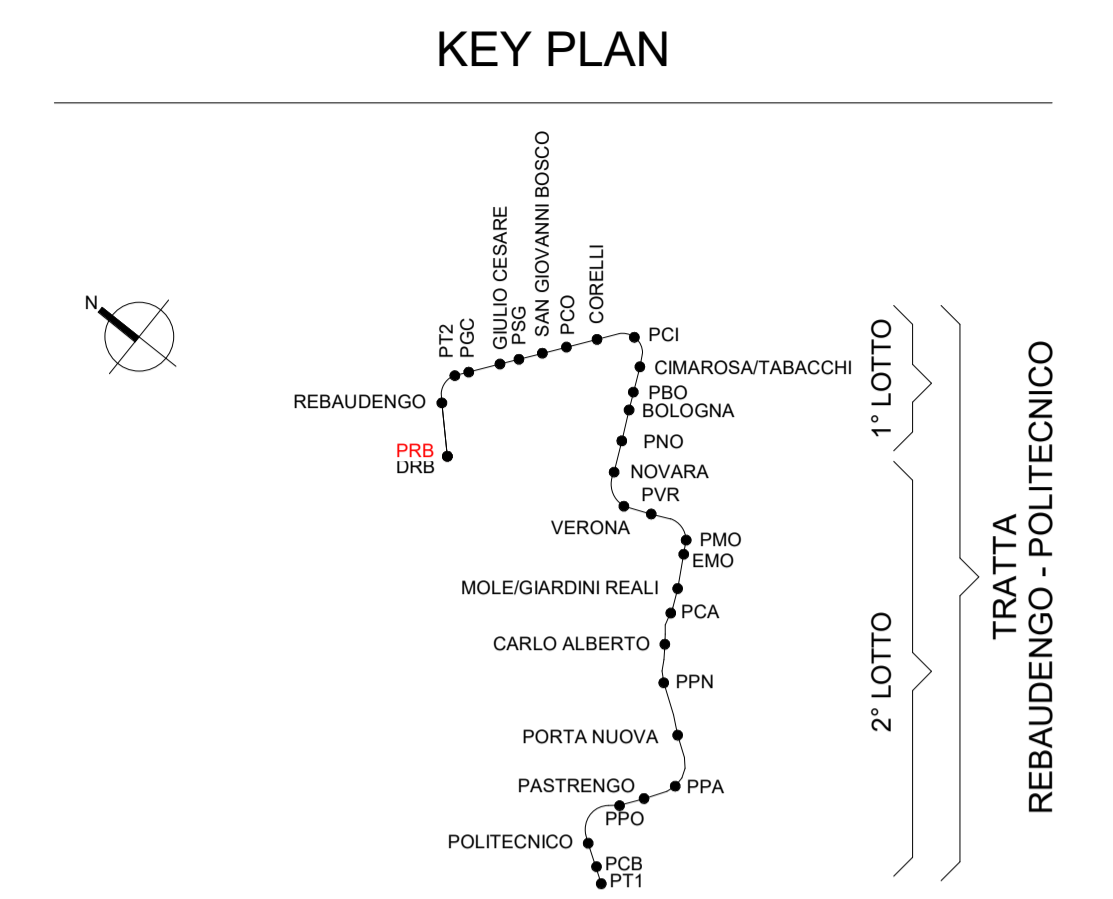 KEY PLAN
N
PT2
PGC
GIULIO CESARE
PSG
SAN GIOVANNI BOSCO
PCO
CORELLI
PCI
CIMAROSA/TABACCHI
REBAUDENGO
PBO
BOLOGNA
PRB
DRB
PNO
NOVARA
PVR
VERONA
PMO
EMO
MOLE/GIARDINI REALI
PCA
CARLO ALBERTO
PPN
PORTA NUOVA
PASTRENGO
PPA
PPO
POLITECNICO
PCB
PT1
1° LOTTO
2° LOTTO
TRATTA
REBAUDENGO - POLITECNICO